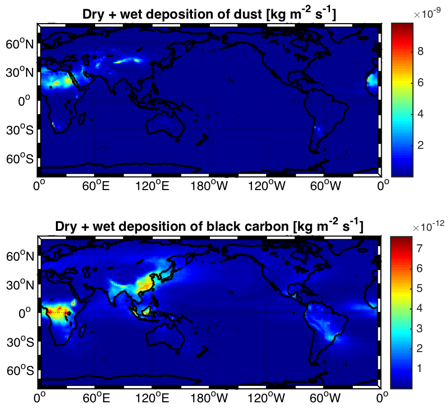 Dry + wet deposition of dust [kg m⁻² s⁻¹]
×10⁻⁹
60°N
30°N
0°
30°S
60°S
0° 60°E 120°E 180°W 120°W 60°W 0°
8
6
4
2
Dry + wet deposition of black carbon [kg m⁻² s⁻¹]
×10⁻¹²
60°N
30°N
0°
30°S
60°S
0° 60°E 120°E 180°W 120°W 60°W 0°
7
6
5
4
3
2
1